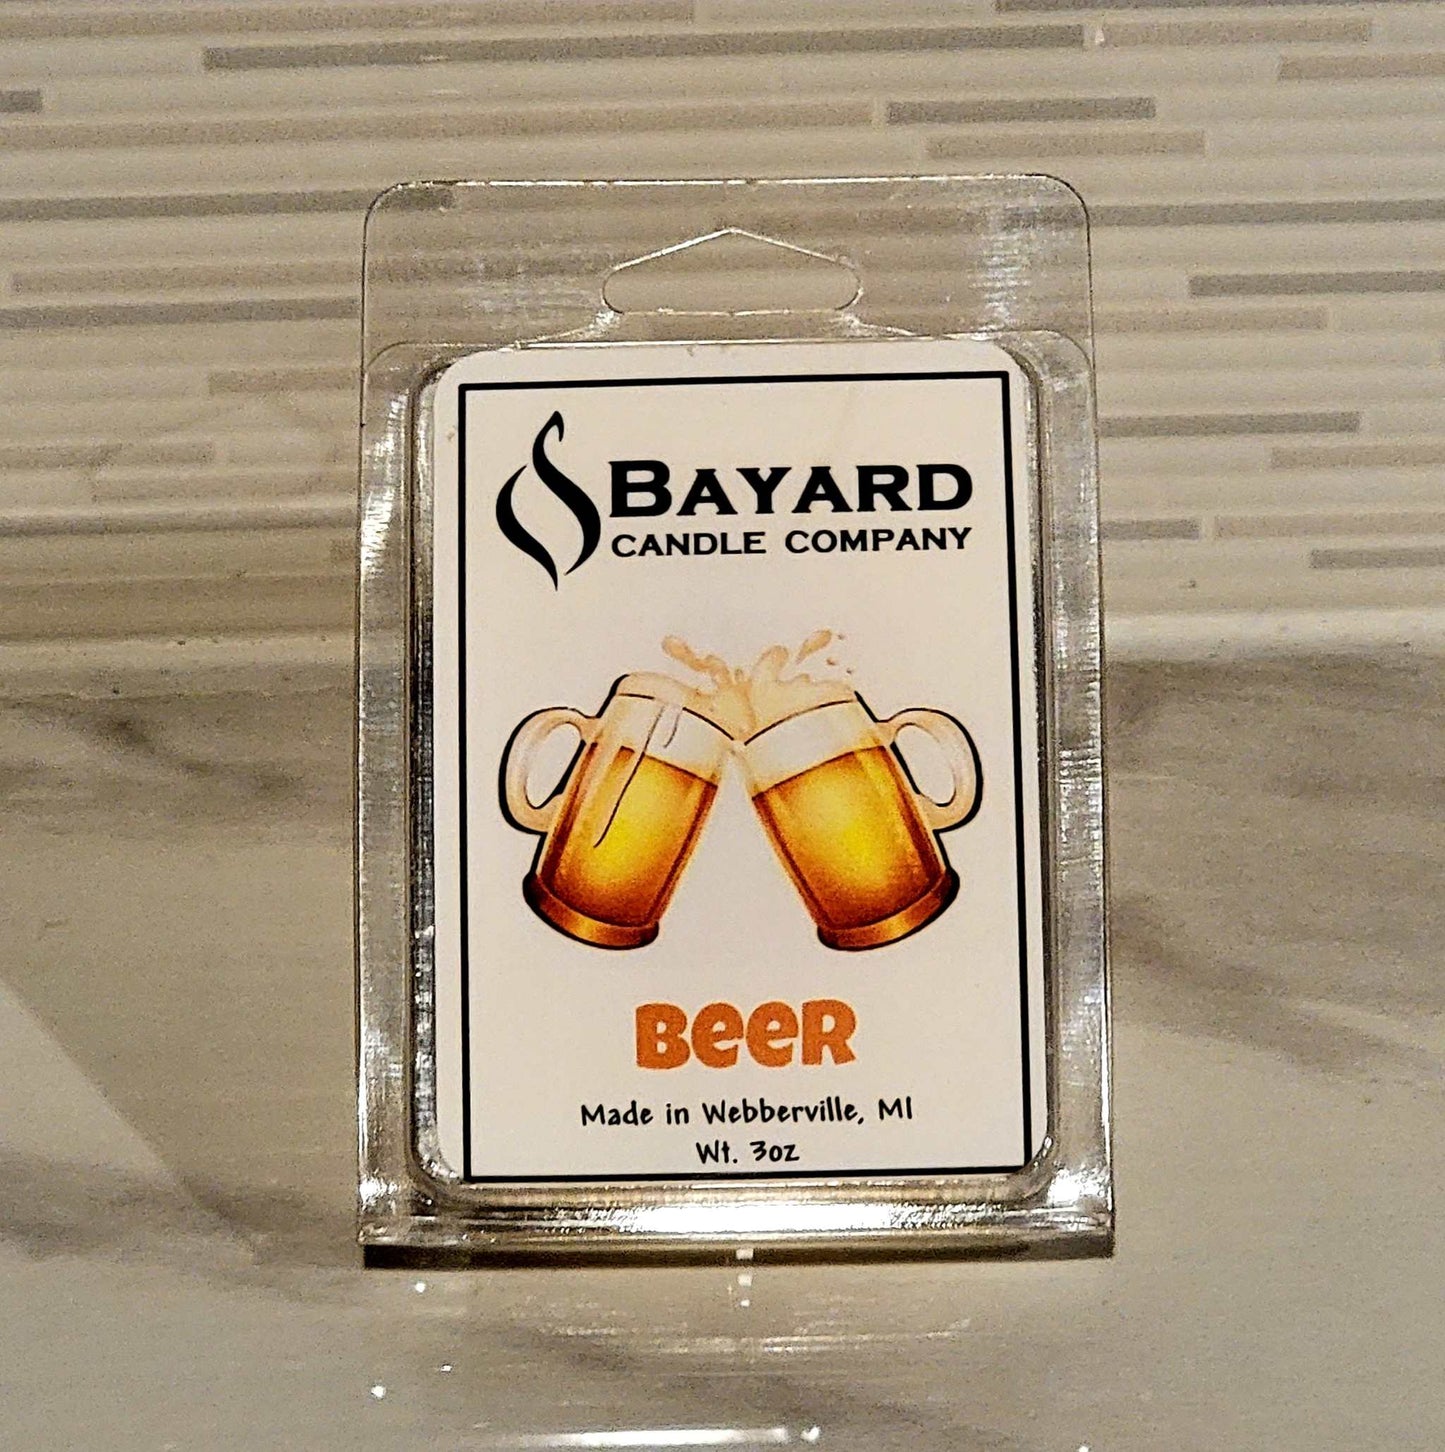 BAYARD
CANDLE COMPANY
BEER
Made in Webberville, MI
Wt. 3oz